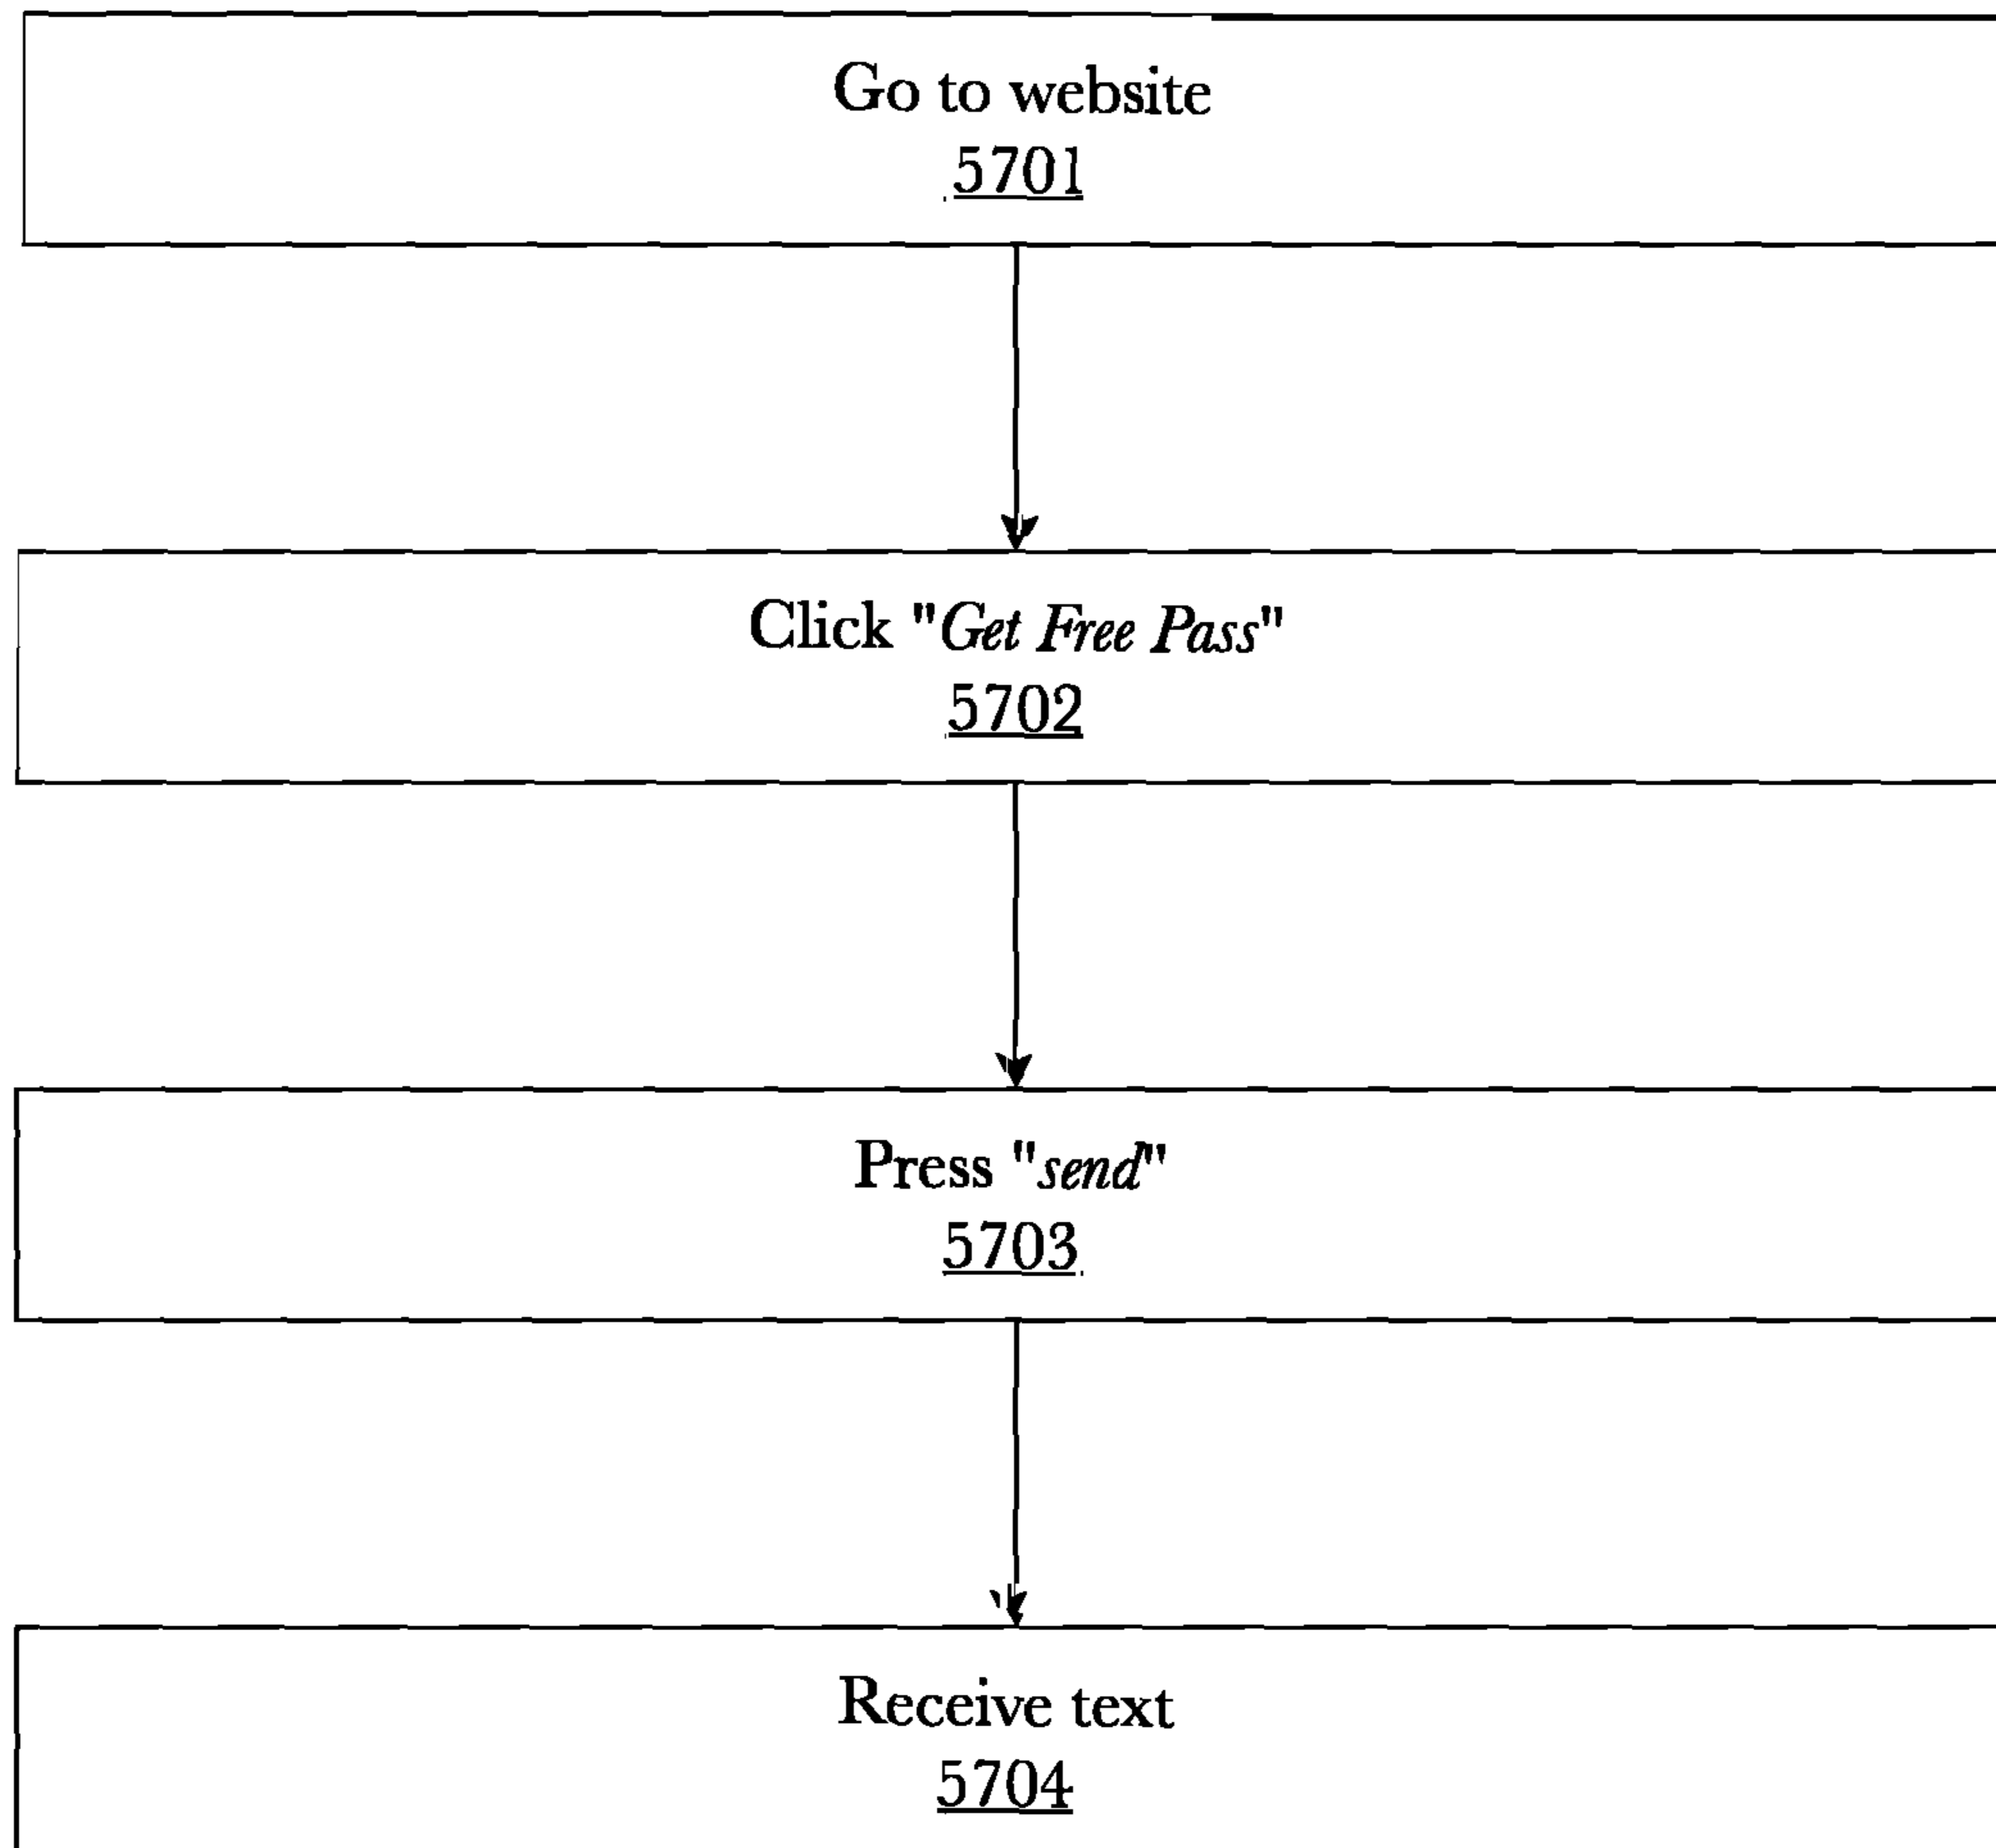 Go to website
5701
Click "Get Free Pass"
5702
Press "send"
5703
Receive text
5704